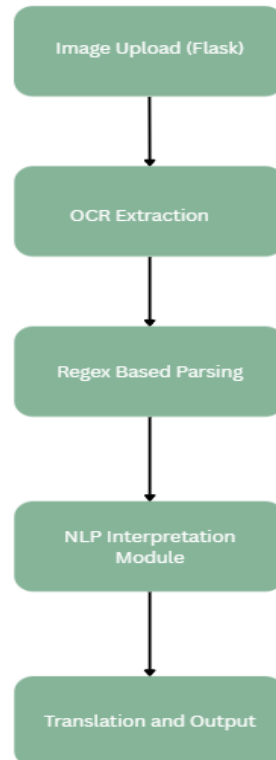 Image Upload (Flask)
OCR Extraction
Regex Based Parsing
NLP Interpretation
Module
Translation and Output